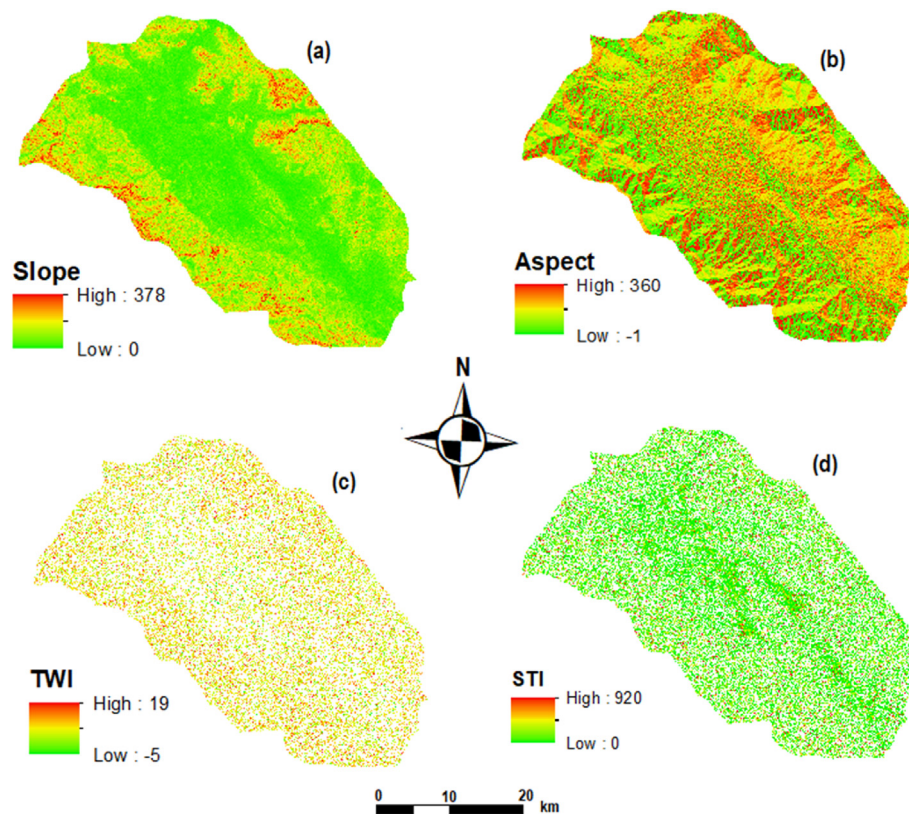 (a)
(b)
Slope
High : 378
Low : 0
Aspect
High : 360
Low : -1
N
(c)
(d)
TWI
High : 19
Low : -5
STI
High : 920
Low : 0
0 10 20
km